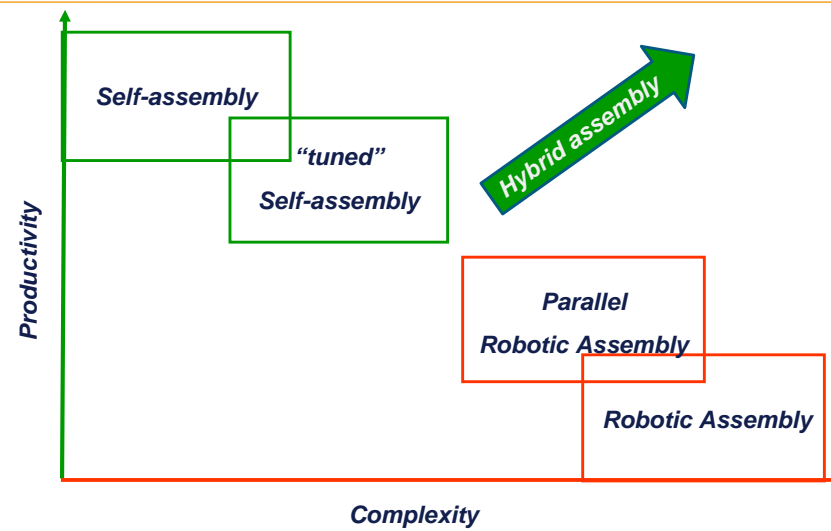 Self-assembly
“tuned”
Self-assembly
Hybrid assembly
Productivity
Parallel
Robotic Assembly
Robotic Assembly
Complexity